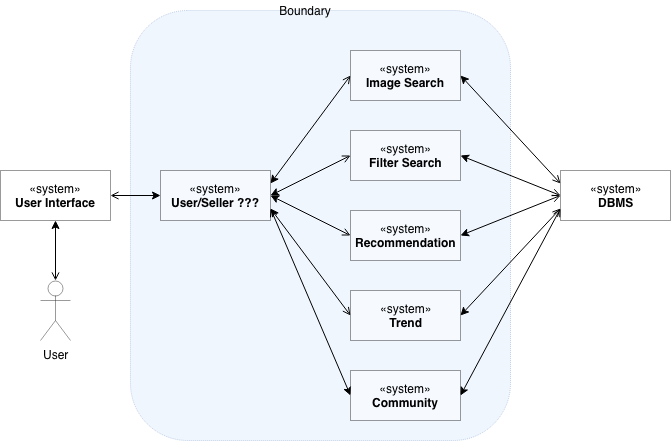 Boundary
«system»
Image Search
«system»
Filter Search
«system»
User Interface
«system»
User/Seller ???
«system»
DBMS
«system»
Recommendation
«system»
Trend
User
«system»
Community